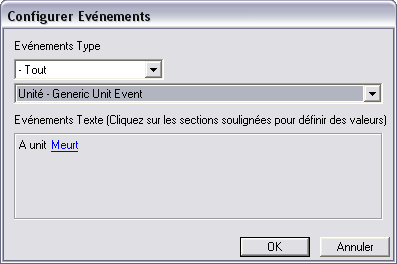 Configurer Evénements
Evénements Type
- Tout
Unité - Generic Unit Event
Evénements Texte (Cliquez sur les sections soulignées pour définir des valeurs)
A unit Meurt
OK Annuler